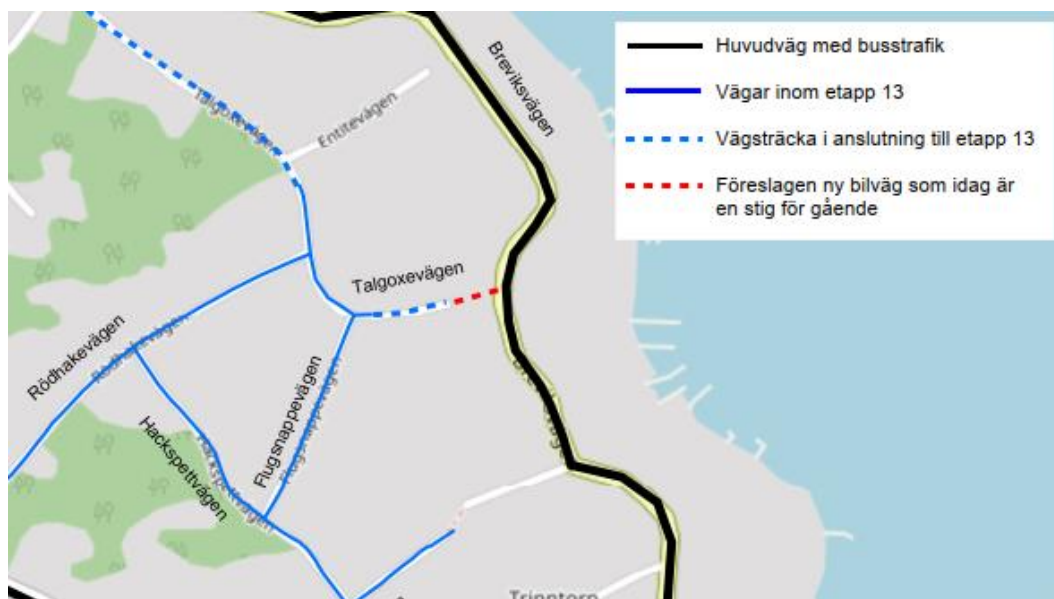 Huvudväg med busstrafik
Vägar inom etapp 13
Vägsträcka i anslutning till etapp 13
Föreslagen ny bilväg som idag är
en stig för gående
Breviksvägen
Talgoxevägen
Entitevägen
Talgoxevägen
Rödhakevägen
Rödhakevägen
Flugsnappevägen
Flugsnappevägen
Hackspettvägen
Hackspettvägen
Trinntorp